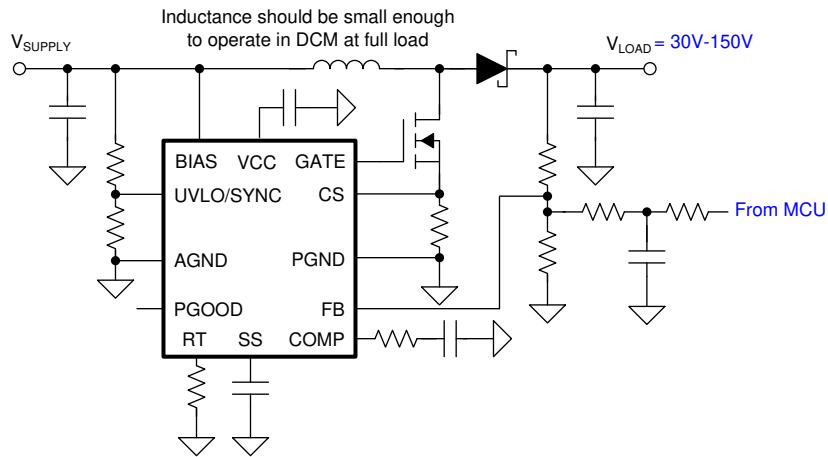 Inductance should be small enough
to operate in DCM at full load
VSUPPLY
VLOAD = 30V-150V
BIAS VCC GATE
UVLO/SYNC CS
From MCU
AGND PGND
PGOOD FB
RT SS COMP